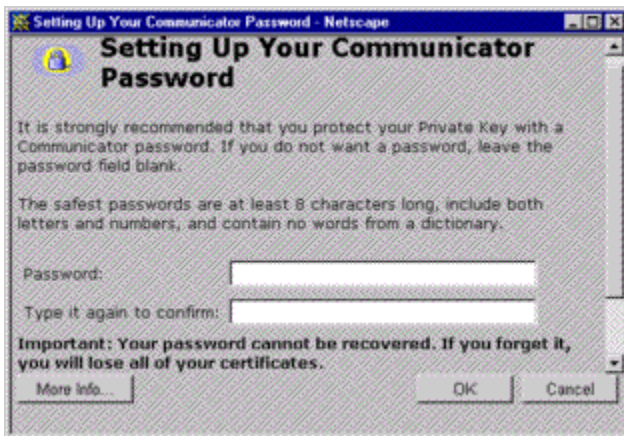 Setting Up Your Communicator Password - Netscape
Setting Up Your Communicator
Password
It is strongly recommended that you protect your Private Key with a
Communicator password. If you do not want a password, leave the
password field blank.
The safest passwords are at least 8 characters long, include both
letters and numbers, and contain no words from a dictionary.
Password:
Type it again to confirm:
Important: Your password cannot be recovered. If you forget it,
you will lose all of your certificates.
More Info... OK Cancel